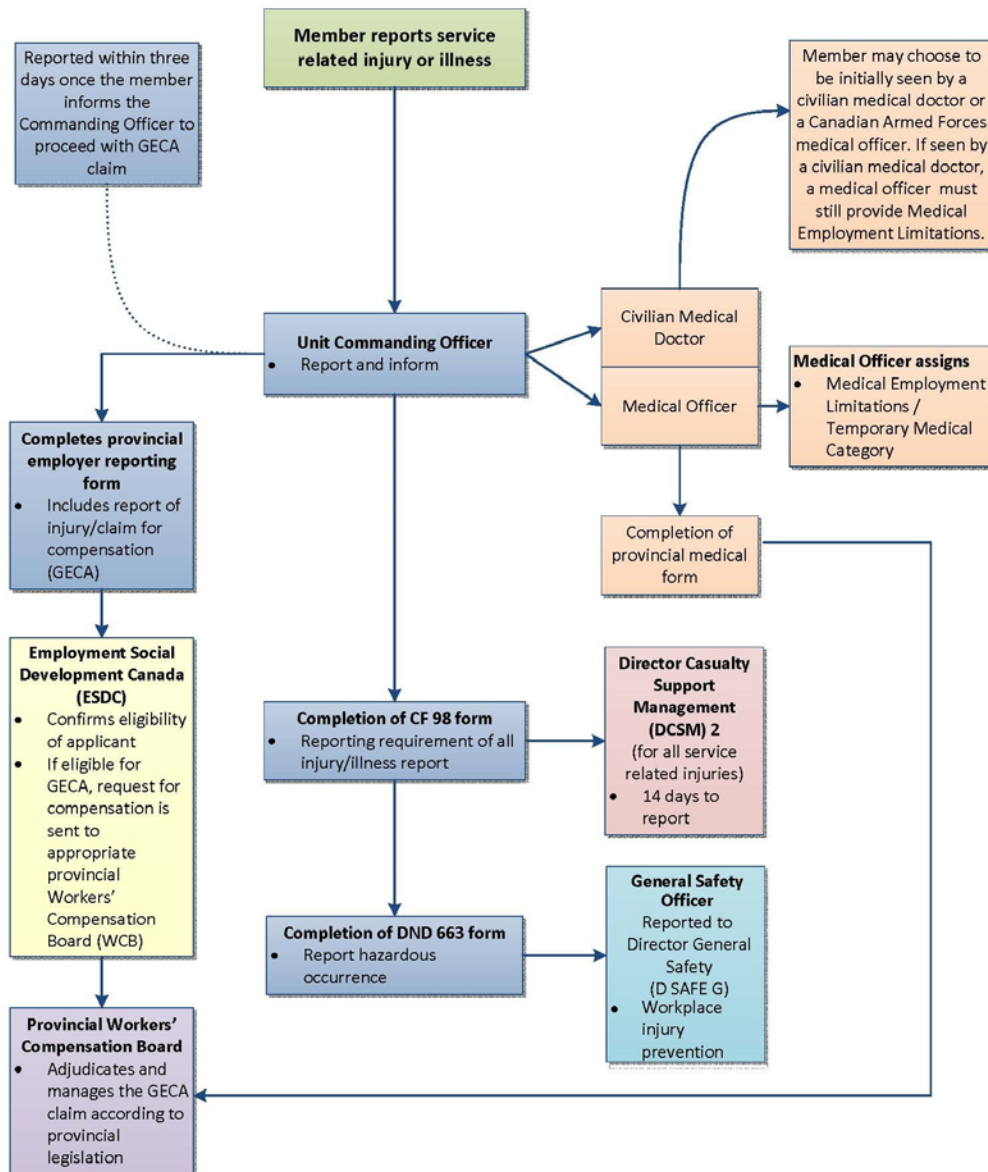 Member reports service
related injury or illness
Reported within three
days once the member
informs the
Commanding Officer to
proceed with GECA
claim
Member may choose to
be initially seen by a
civilian medical doctor or
a Canadian Armed Forces
medical officer. If seen by
a civilian medical doctor,
a medical officer must
still provide Medical
Employment Limitations.
Unit Commanding Officer
• Report and inform
Civilian Medical
Doctor
Medical Officer
Medical Officer assigns
• Medical Employment
Limitations /
Temporary Medical
Category
Completes provincial
employer reporting
form
• Includes report of
injury/claim for
compensation
(GECA)
Completion of
provincial medical
form
Employment Social
Development Canada
(ESDC)
• Confirms eligibility
of applicant
• If eligible for
GECA, request for
compensation is
sent to
appropriate
provincial
Workers'
Compensation
Board (WCB)
Completion of CF 98 form
• Reporting requirement of all
injury/illness report
Director Casualty
Support
Management
(DCSM) 2
(for all service
related injuries)
• 14 days to
report
Completion of DND 663 form
• Report hazardous
occurrence
General Safety
Officer
Reported to
Director General
Safety
(D SAFE G)
• Workplace
injury
prevention
Provincial Workers'
Compensation Board
• Adjudicates and
manages the GECA
claim according to
provincial
legislation